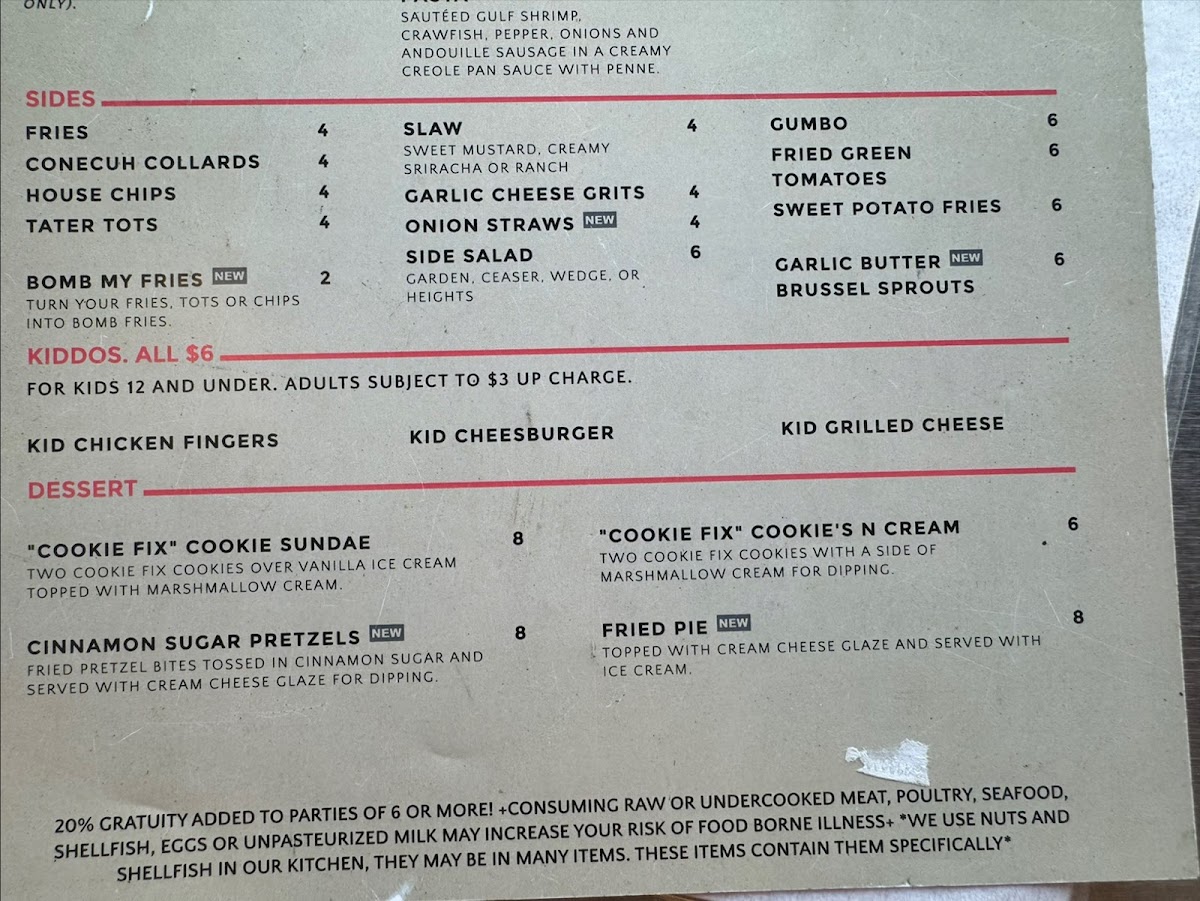 ONLY).
PASTA
SAUTÉED GULF SHRIMP,
CRAWFISH, PEPPER, ONIONS AND
ANDOUILLE SAUSAGE IN A CREAMY
CREOLE PAN SAUCE WITH PENNE.
SIDES
FRIES 4
CONECUH COLLARDS 4
HOUSE CHIPS 4
TATER TOTS 4
BOMB MY FRIES NEW 2
TURN YOUR FRIES, TOTS OR CHIPS
INTO BOMB FRIES.
SLAW 4
SWEET MUSTARD, CREAMY
SRIRACHA OR RANCH
GARLIC CHEESE GRITS 4
ONION STRAWS NEW 4
SIDE SALAD 6
GARDEN, CEASER, WEDGE, OR
HEIGHTS
GUMBO 6
FRIED GREEN 6
TOMATOES
SWEET POTATO FRIES 6
GARLIC BUTTER NEW 6
BRUSSEL SPROUTS
KIDDOS. ALL $6
FOR KIDS 12 AND UNDER. ADULTS SUBJECT TO $3 UP CHARGE.
KID CHICKEN FINGERS
KID CHEESBURGER
KID GRILLED CHEESE
DESSERT
"COOKIE FIX" COOKIE SUNDAE 8
TWO COOKIE FIX COOKIES OVER VANILLA ICE CREAM
TOPPED WITH MARSHMALLOW CREAM.
CINNAMON SUGAR PRETZELS NEW 8
FRIED PRETZEL BITES TOSSED IN CINNAMON SUGAR AND
SERVED WITH CREAM CHEESE GLAZE FOR DIPPING.
"COOKIE FIX" COOKIE'S N CREAM 6
TWO COOKIE FIX COOKIES WITH A SIDE OF
MARSHMALLOW CREAM FOR DIPPING.
FRIED PIE NEW 8
TOPPED WITH CREAM CHEESE GLAZE AND SERVED WITH
ICE CREAM.
20% GRATUITY ADDED TO PARTIES OF 6 OR MORE! +CONSUMING RAW OR UNDERCOOKED MEAT, POULTRY, SEAFOOD,
SHELLFISH, EGGS OR UNPASTEURIZED MILK MAY INCREASE YOUR RISK OF FOOD BORNE ILLNESS+ *WE USE NUTS AND
SHELLFISH IN OUR KITCHEN, THEY MAY BE IN MANY ITEMS. THESE ITEMS CONTAIN THEM SPECIFICALLY*